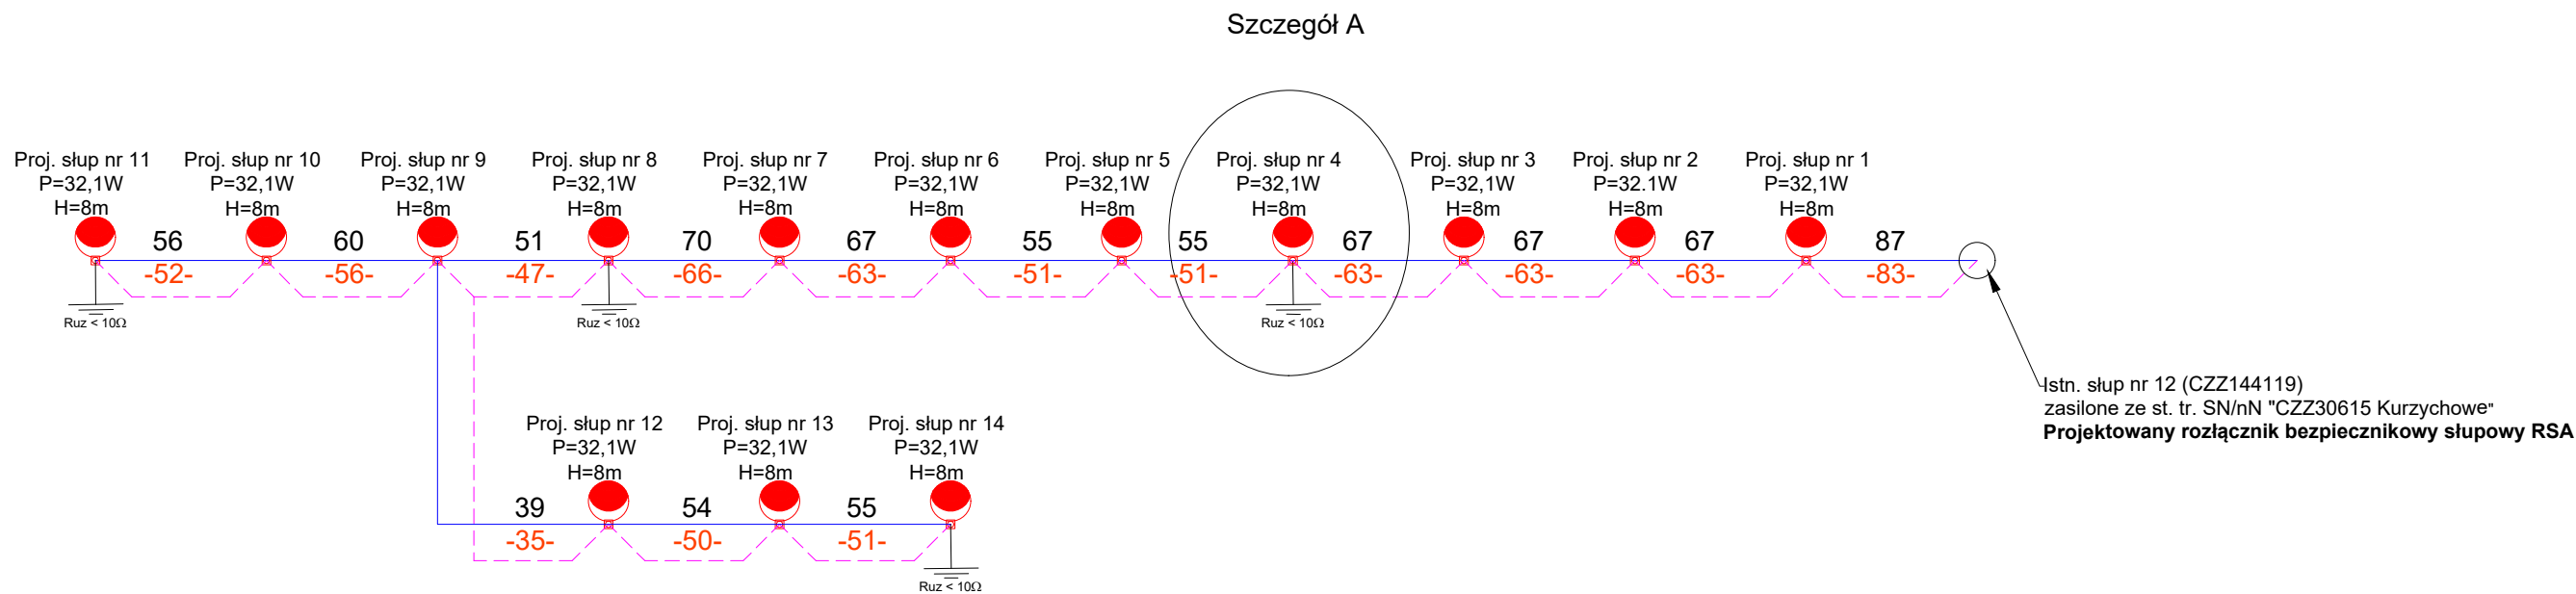 Szczegół A
Proj. słup nr 11
P=32,1W
H=8m
Proj. słup nr 10
P=32,1W
H=8m
Proj. słup nr 9
P=32,1W
H=8m
Proj. słup nr 8
P=32,1W
H=8m
Proj. słup nr 7
P=32,1W
H=8m
Proj. słup nr 6
P=32,1W
H=8m
Proj. słup nr 5
P=32,1W
H=8m
Proj. słup nr 4
P=32,1W
H=8m
Proj. słup nr 3
P=32,1W
H=8m
Proj. słup nr 2
P=32.1W
H=8m
Proj. słup nr 1
P=32,1W
H=8m
56
-52-
60
-56-
51
-47-
70
-66-
67
-63-
55
-51-
55
-51-
67
-63-
67
-63-
67
-63-
87
-83-
Ruz < 10Ω
Ruz < 10Ω
Ruz < 10Ω
Istn. słup nr 12 (CZZ144119)
zasilone ze st. tr. SN/nN "CZZ30615 Kurzychowe"
Projektowany rozłącznik bezpiecznikowy słupowy RSA
Proj. słup nr 12
P=32,1W
H=8m
Proj. słup nr 13
P=32,1W
H=8m
Proj. słup nr 14
P=32,1W
H=8m
39
-35-
54
-50-
55
-51-
Ruz < 10Ω